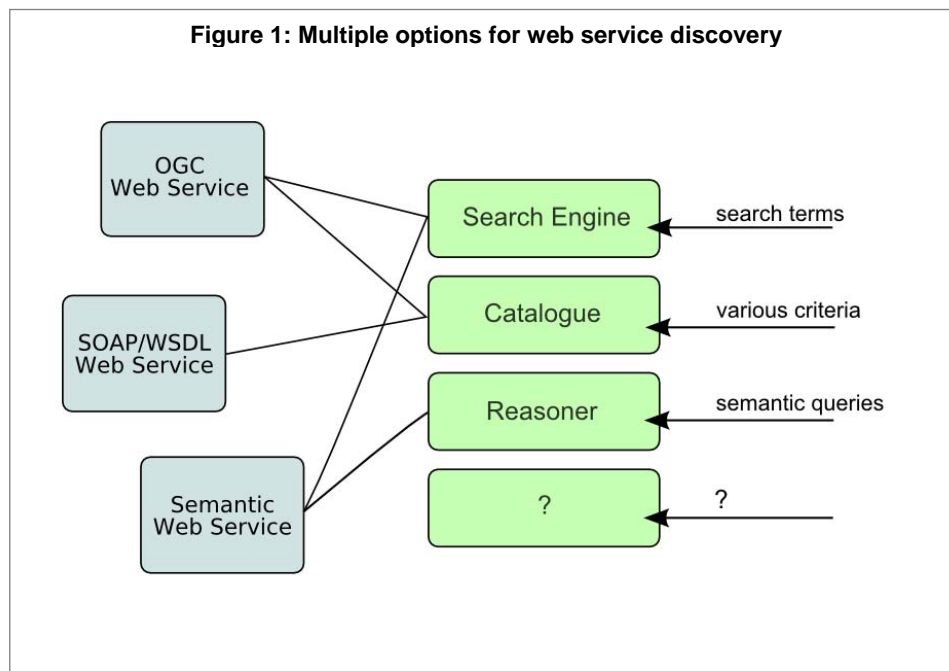 Figure 1: Multiple options for web service discovery
OGC
Web Service
SOAP/WSDL
Web Service
Semantic
Web Service
Search Engine
Catalogue
Reasoner
?
search terms
various criteria
semantic queries
?